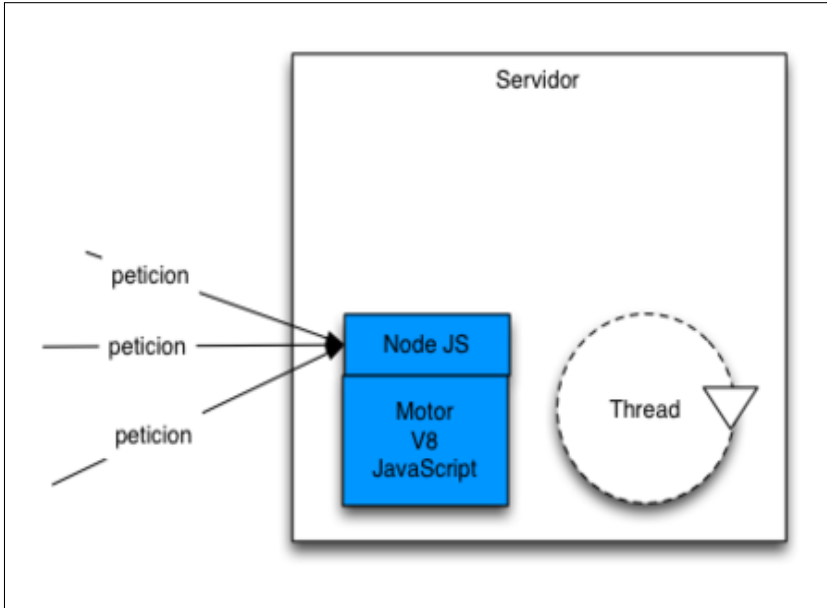 Servidor
peticion
peticion
peticion
Node JS
Motor
V8
JavaScript
Thread